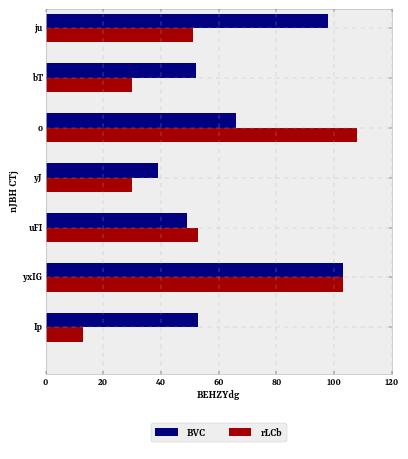 ju
bT
o
yJ
uFI
yxIG
Ip
nJBH CTj
0 20 40 60 80 100 120
BEHZYdg
BVC rLCb